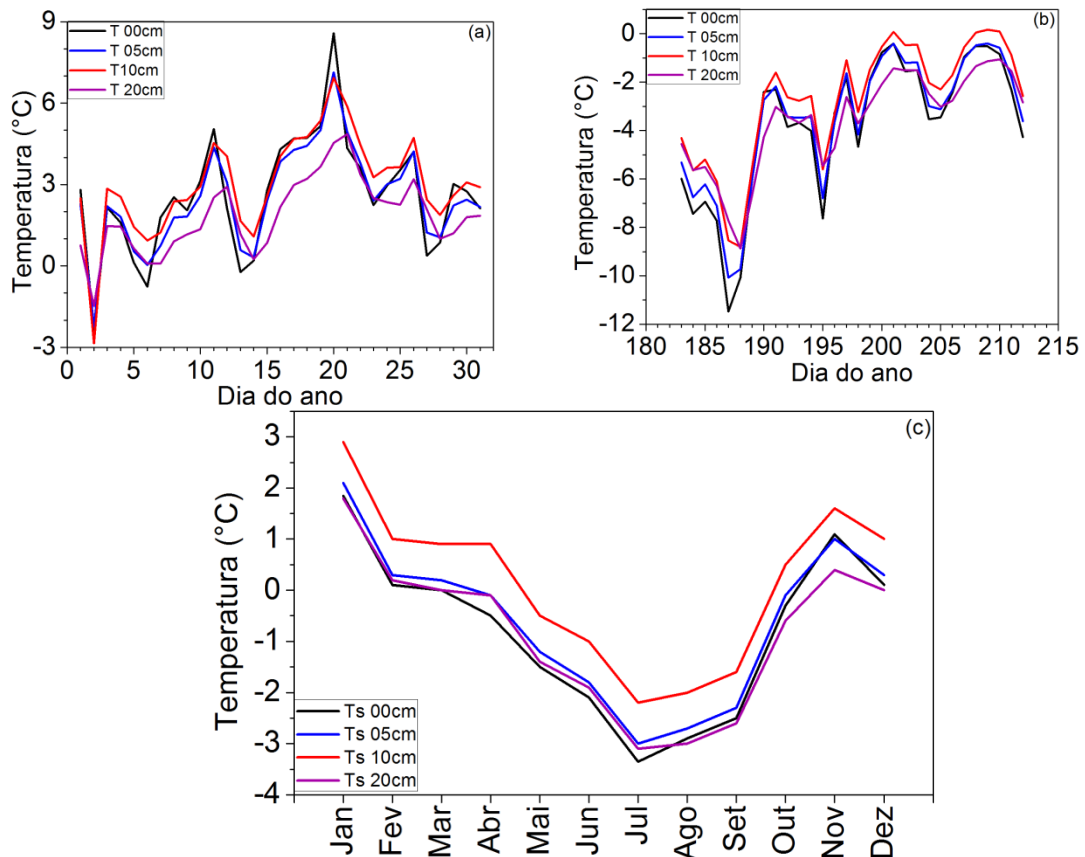 (a)
T 00cm
T 05cm
T10cm
T 20cm
Temperatura (°C)
9
6
3
0
-3
0 5 10 15 20 25 30
Dia do ano
(b)
T 00cm
T 05cm
T 10cm
T 20cm
Temperatura (°C)
0
-2
-4
-6
-8
-10
-12
180 185 190 195 200 205 210 215
Dia do ano
(c)
Temperatura (°C)
3
2
1
0
-1
-2
-3
-4
Ts 00cm
Ts 05cm
Ts 10cm
Ts 20cm
Jan Fev Mar Abr Mai Jun Jul Ago Set Out Nov Dez